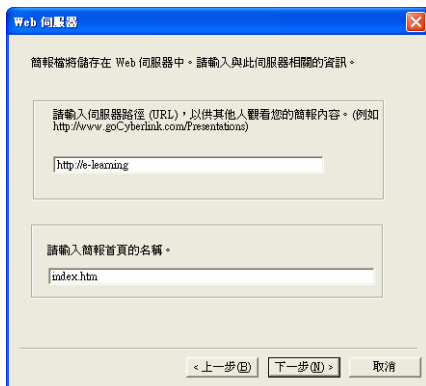 Web 伺服器
簡報檔將儲存在 Web 伺服器中。請輸入與此伺服器相關的資訊。
請輸入伺服器路徑 (URL)，以供其他人觀看您的簡報內容。(例如
http://www.goCyberlink.com/Presentations)
http://e-learning
請輸入簡報首頁的名稱。
index.htm
<上一步(B) 下一步(N)> 取消